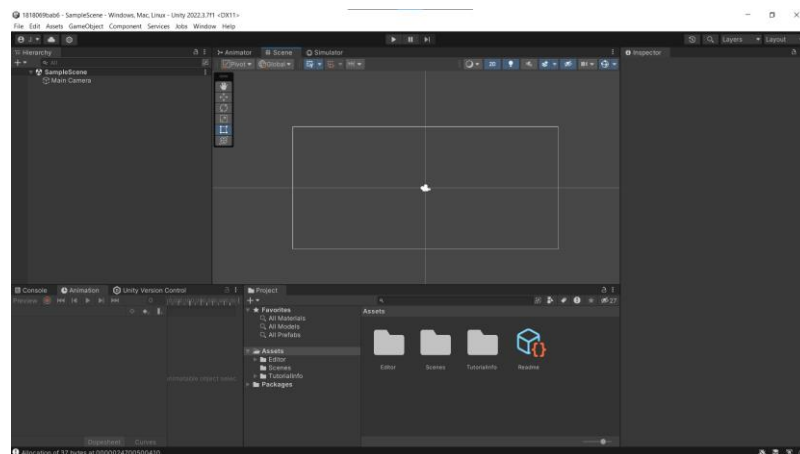 1818069bab6 - SampleScene - Windows, Mac, Linux - Unity 2022.3.7f1 <DX11>
File Edit Assets GameObject Component Services Jobs Window Help
Layers Layout
Hierarchy
Animator Scene Simulator
Inspector
All
Pivot Global 2D
SampleScene
Main Camera
Console Animation Unity Version Control
Project
Preview 0
27
Favorites
All Materials
All Models
All Prefabs
Assets
Editor
Scenes
TutorialInfo
Packages
Assets
Editor Scenes TutorialInfo Readme
Dopesheet Curves